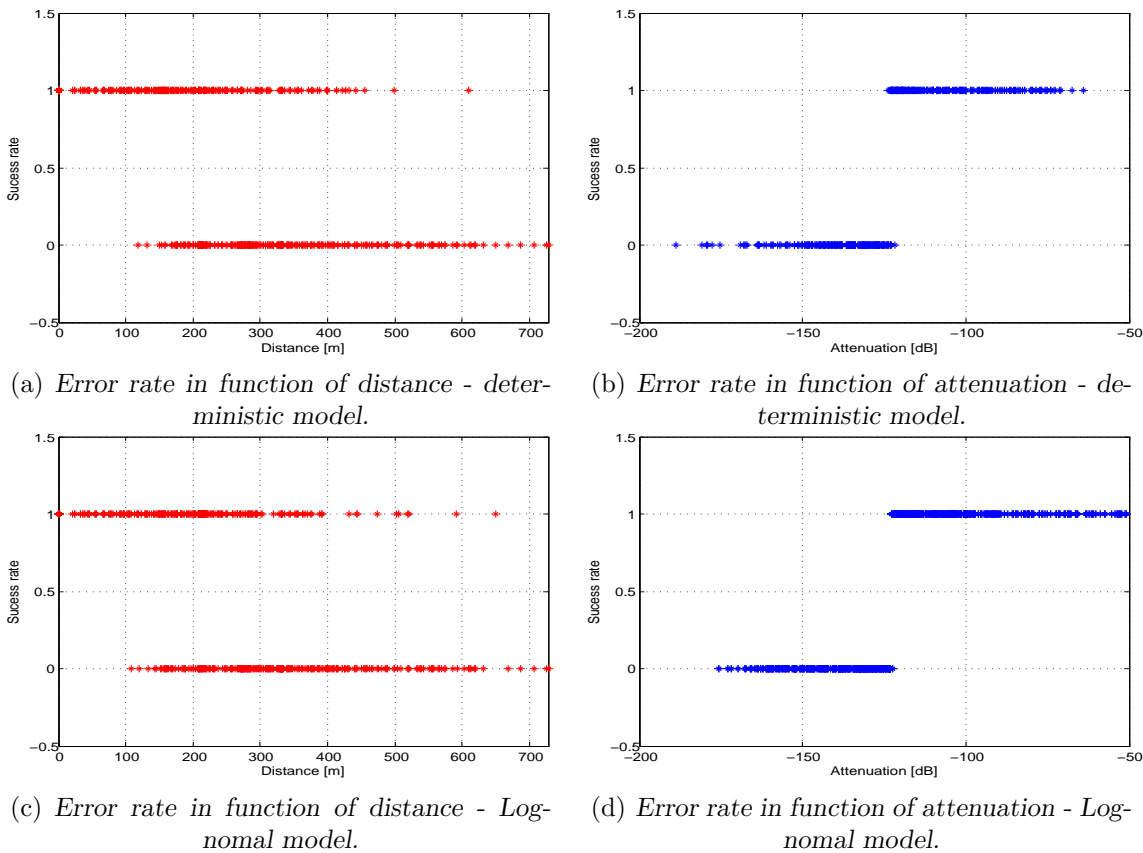 1.5
1
0.5
0
−0.5
Sucess rate
0 100 200 300 400 500 600 700
Distance [m]
1.5
1
0.5
0
−0.5
Sucess rate
−200 −150 −100 −50
Attenuation [dB]
(a) Error rate in function of distance - deter-
ministic model.
(b) Error rate in function of attenuation - de-
terministic model.
1.5
1
0.5
0
−0.5
Sucess rate
0 100 200 300 400 500 600 700
Distance [m]
1.5
1
0.5
0
−0.5
Sucess rate
−200 −150 −100 −50
Attenuation [dB]
(c) Error rate in function of distance - Log-
nomal model.
(d) Error rate in function of attenuation - Log-
nomal model.